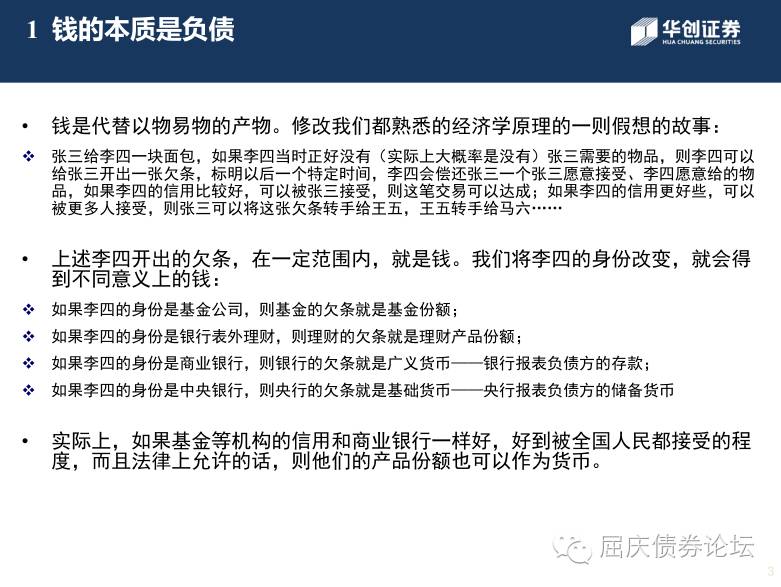 1 钱的本质是负债
华创证券
HUA CHUANG SECURITIES
• 钱是代替以物易物的产物。修改我们都熟悉的经济学原理的一则假想的故事：
❖ 张三给李四一块面包，如果李四当时正好没有（实际上大概率是没有）张三需要的物品，则李四可以
给张三开出一张欠条，标明以后一个特定时间，李四会偿还张三一个张三愿意接受、李四愿意给的物
品，如果李四的信用比较好，可以被张三接受，则这笔交易可以达成；如果李四的信用更好些，可以
被更多人接受，则张三可以将这张欠条转手给王五，王五转手给马六……
• 上述李四开出的欠条，在一定范围内，就是钱。我们将李四的身份改变，就会得
到不同意义上的钱：
❖ 如果李四的身份是基金公司，则基金的欠条就是基金份额；
❖ 如果李四的身份是银行表外理财，则理财的欠条就是理财产品份额；
❖ 如果李四的身份是商业银行，则银行的欠条就是广义货币——银行报表负债方的存款；
❖ 如果李四的身份是中央银行，则央行的欠条就是基础货币——央行报表负债方的储备货币
• 实际上，如果基金等机构的信用和商业银行一样好，好到被全国人民都接受的程
度，而且法律上允许的话，则他们的产品份额也可以作为货币。
屈庆债券论坛
3